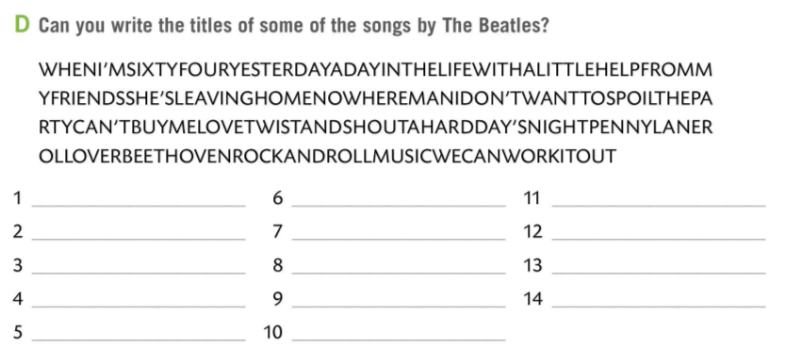 D Can you write the titles of some of the songs by The Beatles?
WHENI'MSIXTYFOURYESTERDAYADAYINTHELIFEWITHALITTLEHELPFROMM
YFRIENDSSHE'SLEAVINGHOMENOWHEREMANIDON'TWANTTOSPOILTHEPA
RTYCAN'TBUYMELOVETWISTANDSHOUTAHARDDAY'SNIGHTPENNYLANER
OLLOVERBEETHOVENROCKANDROLLMUSICWECANWORKITOUT
1 6 11
2 7 12
3 8 13
4 9 14
5 10